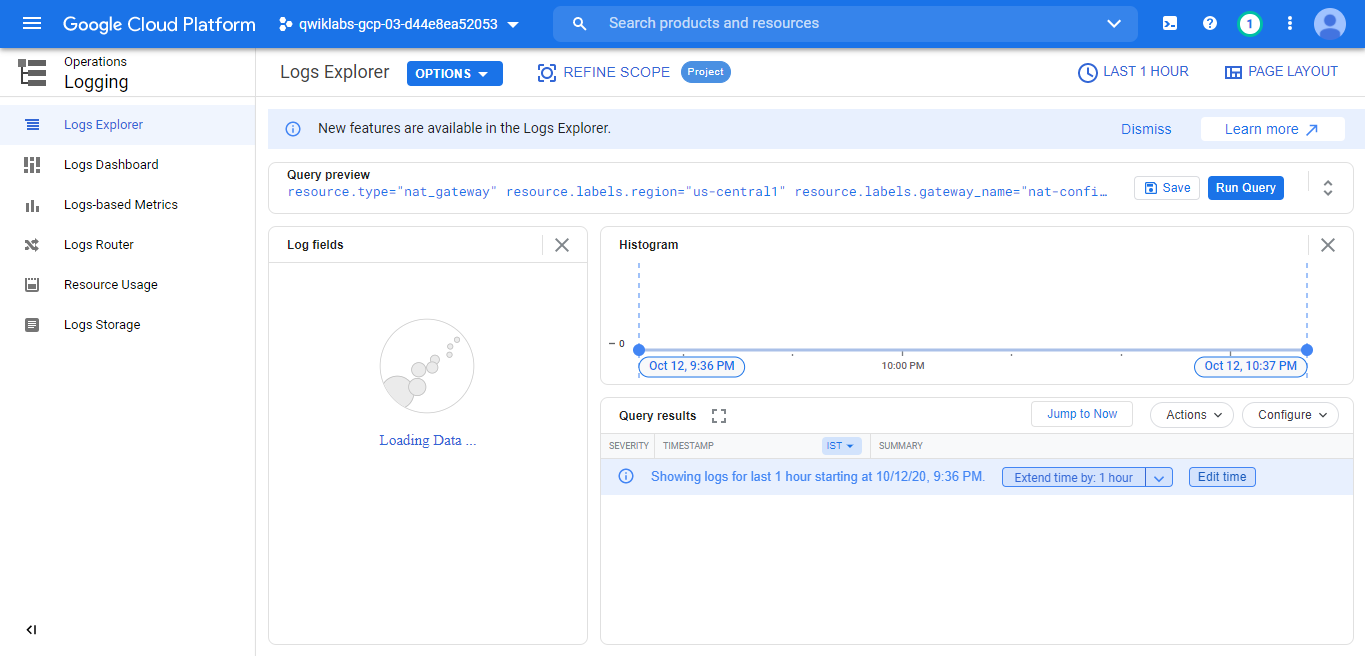 Google Cloud Platform
qwiklabs-gcp-03-d44e8ea52053
Search products and resources
1
Operations
Logging
Logs Explorer
OPTIONS
REFINE SCOPE
Project
LAST 1 HOUR
PAGE LAYOUT
Logs Explorer
Logs Dashboard
Logs-based Metrics
Logs Router
Resource Usage
Logs Storage
New features are available in the Logs Explorer.
Dismiss
Learn more
Query preview
resource.type="nat_gateway" resource.labels.region="us-central1" resource.labels.gateway_name="nat-confi…
Save
Run Query
Log fields
Loading Data ...
Histogram
0
Oct 12, 9:36 PM
10:00 PM
Oct 12, 10:37 PM
Query results
Jump to Now
Actions
Configure
SEVERITY
TIMESTAMP
IST
SUMMARY
Showing logs for last 1 hour starting at 10/12/20, 9:36 PM.
Extend time by: 1 hour
Edit time